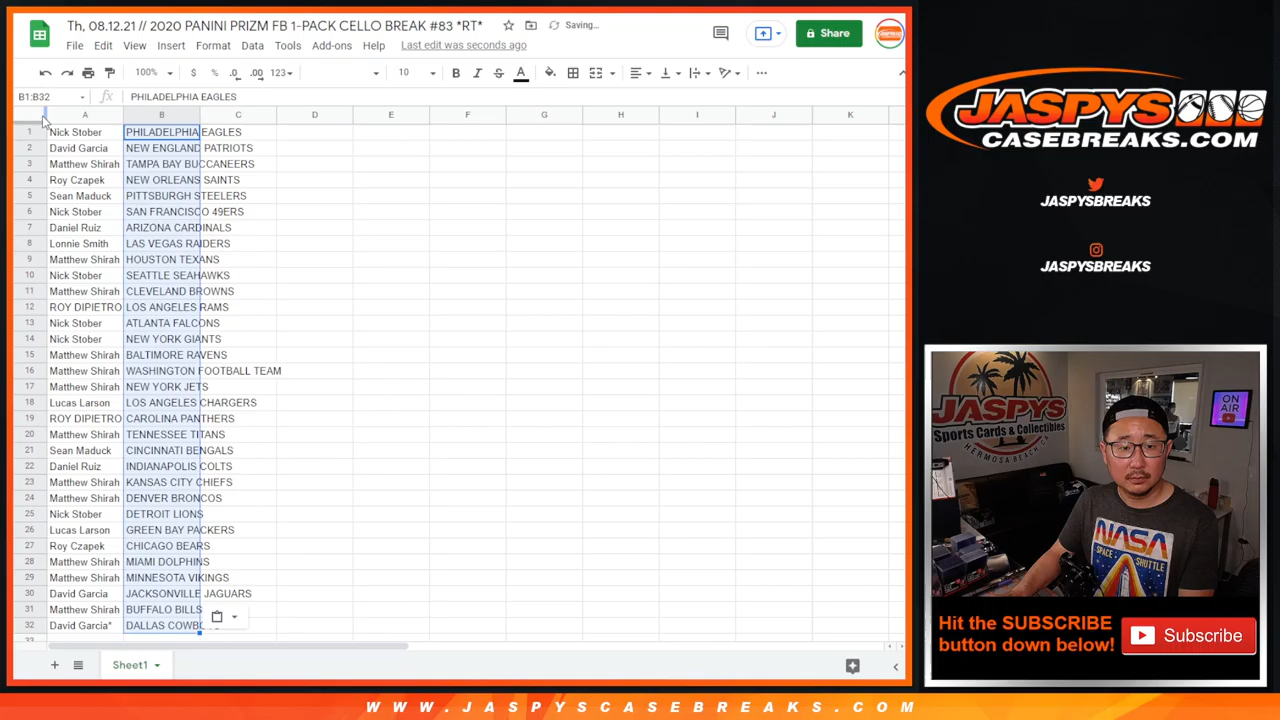 Th, 08.12.21 // 2020 PANINI PRIZM FB 1-PACK CELLO BREAK #83 *RT*
Saving...
File Edit View Insert Format Data Tools Add-ons Help Last edit was seconds ago
Share
100% $ % .0 .00 123 10 B I S A
B1:B32 fx PHILADELPHIA EAGLES
A B C D E F G H I J K
1 Nick Stober PHILADELPHIA EAGLES
2 David Garcia NEW ENGLAND PATRIOTS
3 Matthew Shirah TAMPA BAY BUCCANEERS
4 Roy Czapek NEW ORLEANS SAINTS
5 Sean Maduck PITTSBURGH STEELERS
6 Nick Stober SAN FRANCISCO 49ERS
7 Daniel Ruiz ARIZONA CARDINALS
8 Lonnie Smith LAS VEGAS RAIDERS
9 Matthew Shirah HOUSTON TEXANS
10 Nick Stober SEATTLE SEAHAWKS
11 Matthew Shirah CLEVELAND BROWNS
12 ROY DIPIETRO LOS ANGELES RAMS
13 Nick Stober ATLANTA FALCONS
14 Nick Stober NEW YORK GIANTS
15 Matthew Shirah BALTIMORE RAVENS
16 Matthew Shirah WASHINGTON FOOTBALL TEAM
17 Matthew Shirah NEW YORK JETS
18 Lucas Larson LOS ANGELES CHARGERS
19 ROY DIPIETRO CAROLINA PANTHERS
20 Matthew Shirah TENNESSEE TITANS
21 Sean Maduck CINCINNATI BENGALS
22 Daniel Ruiz INDIANAPOLIS COLTS
23 Matthew Shirah KANSAS CITY CHIEFS
24 Matthew Shirah DENVER BRONCOS
25 Nick Stober DETROIT LIONS
26 Lucas Larson GREEN BAY PACKERS
27 Roy Czapek CHICAGO BEARS
28 Matthew Shirah MIAMI DOLPHINS
29 Matthew Shirah MINNESOTA VIKINGS
30 David Garcia JACKSONVILLE JAGUARS
31 Matthew Shirah BUFFALO BILLS
32 David Garcia* DALLAS
Sheet1
JASPYS
CASEBREAKS.COM
JASPYSBREAKS
JASPYSBREAKS
JASPYS
Sports Cards & Collectibles
HERMOSA BEACH CA
ON AIR
NASA
SPACE SHUTTLE
Hit the SUBSCRIBE
button down below!
Subscribe
WWW.JASPYSCASEBREAKS.COM